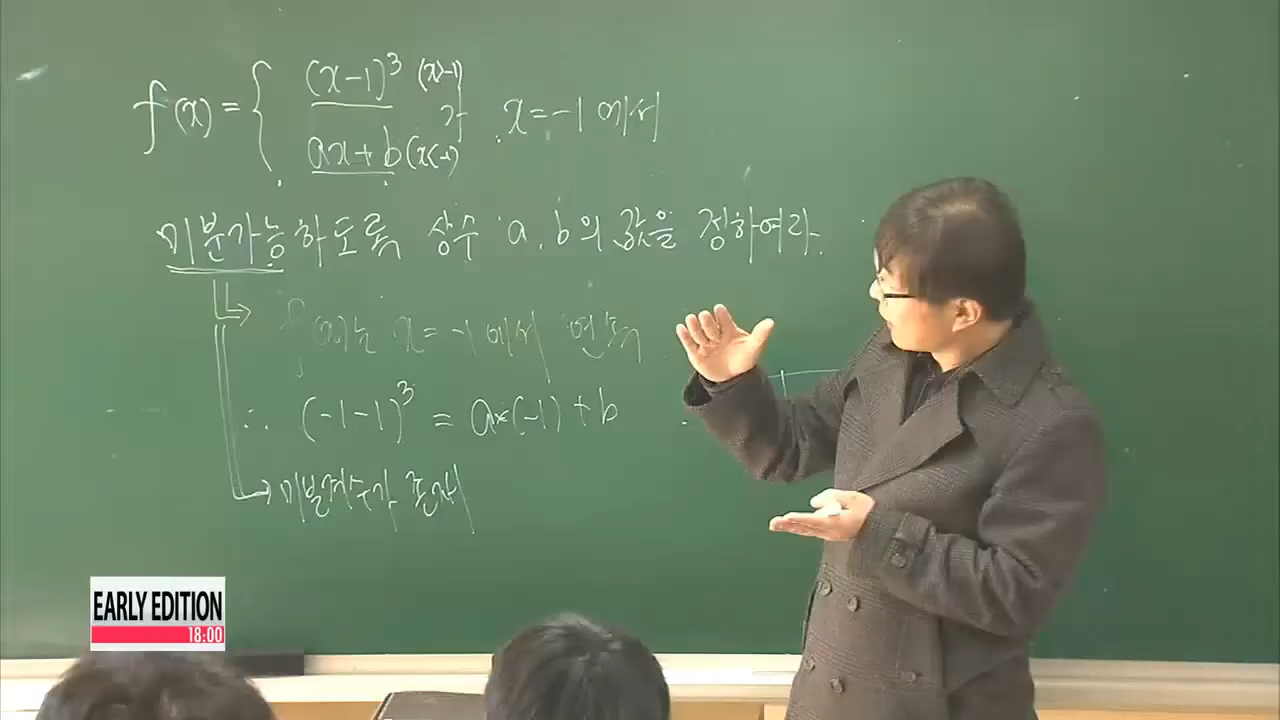 f(x) = { (x-1)³ (x>-1)
ax+b (x<-1) 가 x=-1 에서
미분가능하도록 상수 a, b의 값을 정하여라.
f(x)는 x=-1 에서 연속
∴ (-1-1)³ = a×(-1)+b
미분계수가 존재
EARLY EDITION
18:00